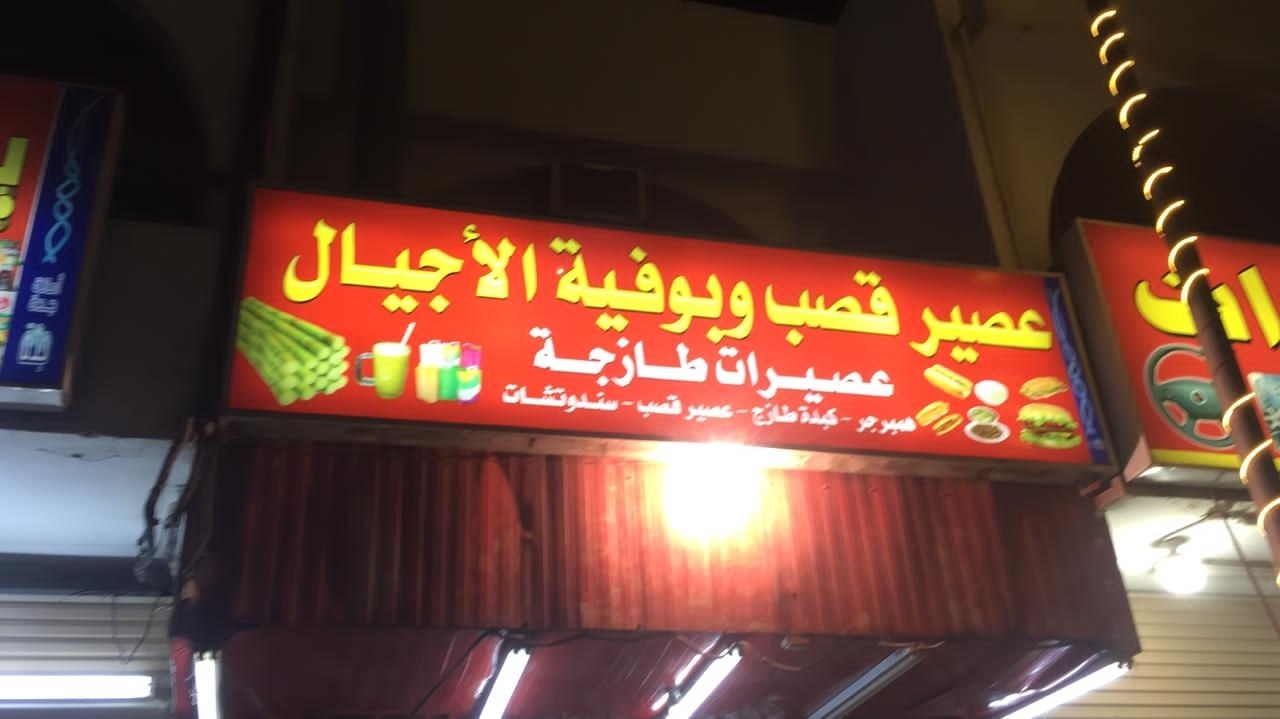 عصير قصب وبوفية الأجيال
عصيرات طازجة
همبرجر - كبدة طازج - عصير قصب - سندوتشات